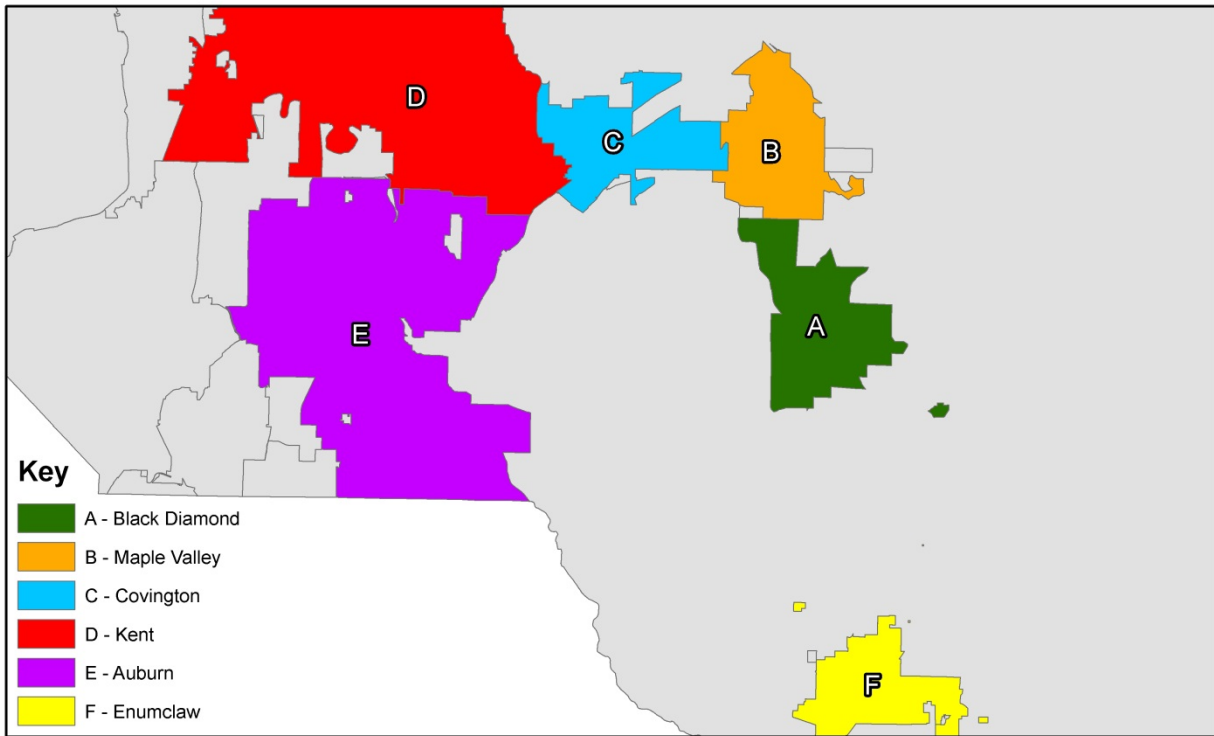 D
C
B
E
A
Key
A - Black Diamond
B - Maple Valley
C - Covington
D - Kent
E - Auburn
F - Enumclaw
F